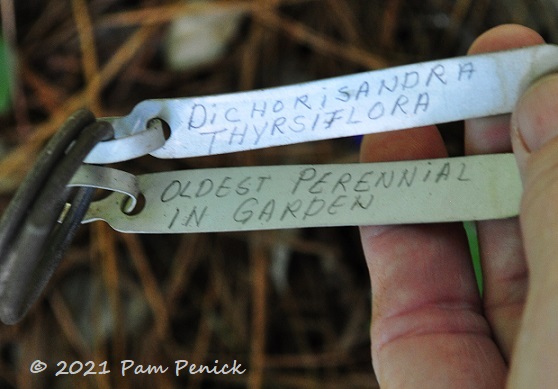 DiCHORiSANDRA
THYRSIFLORA
OLDEST PERENNiAL
IN GARDEN
© 2021 Pam Penick